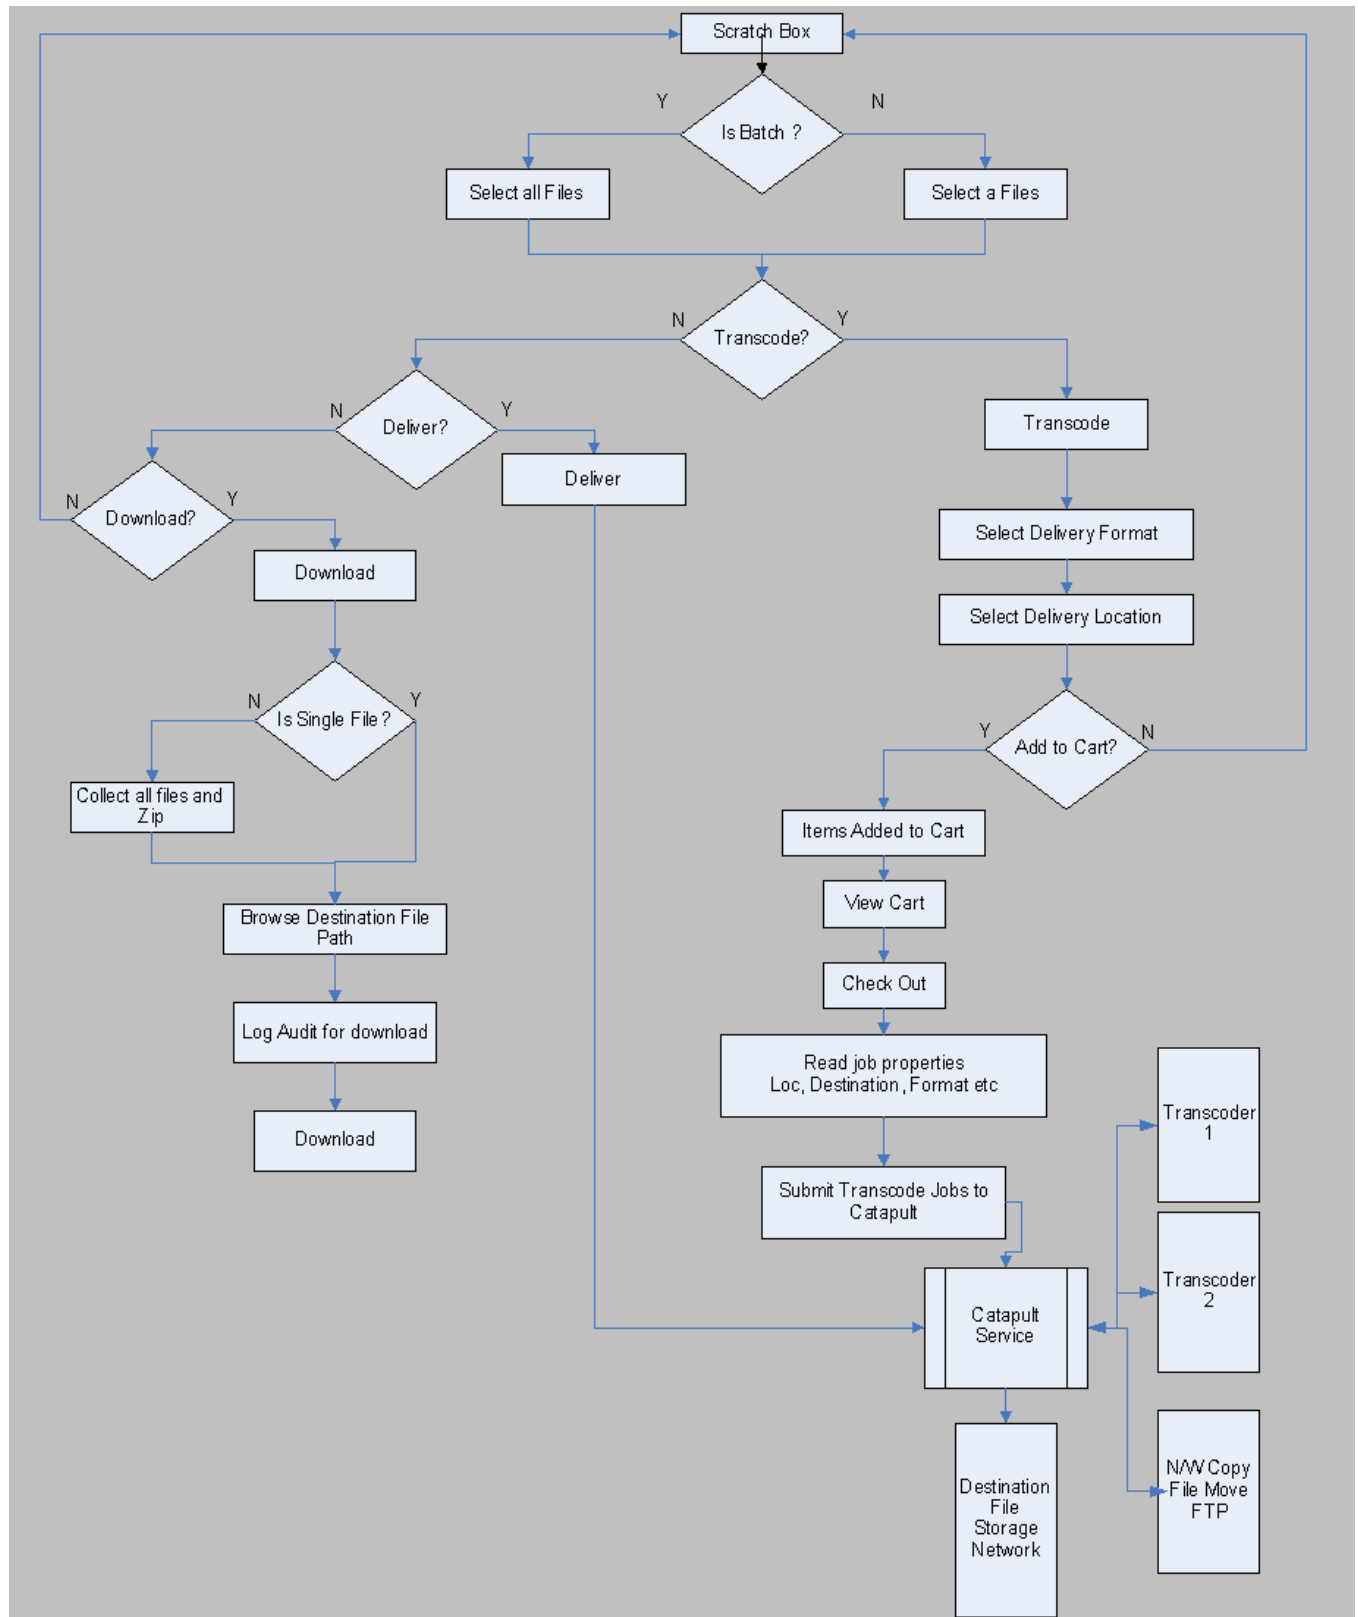 Scratch Box
Y
N
Is Batch ?
Select all Files
Select a Files
N
Y
Transcode?
N
Y
Deliver?
Transcode
Deliver
N
Y
Download?
Select Delivery Format
Download
Select Delivery Location
N
Y
Is Single File?
Y
N
Add to Cart?
Collect all files and
Zip
Items Added to Cart
View Cart
Browse Destination File
Path
Check Out
Log Audit for download
Read job properties
Loc, Destination, Format etc
Transcoder
1
Download
Submit Transcode Jobs to
Catapult
Transcoder
2
Catapult
Service
N/W Copy
File Move
FTP
Destination
File
Storage
Network